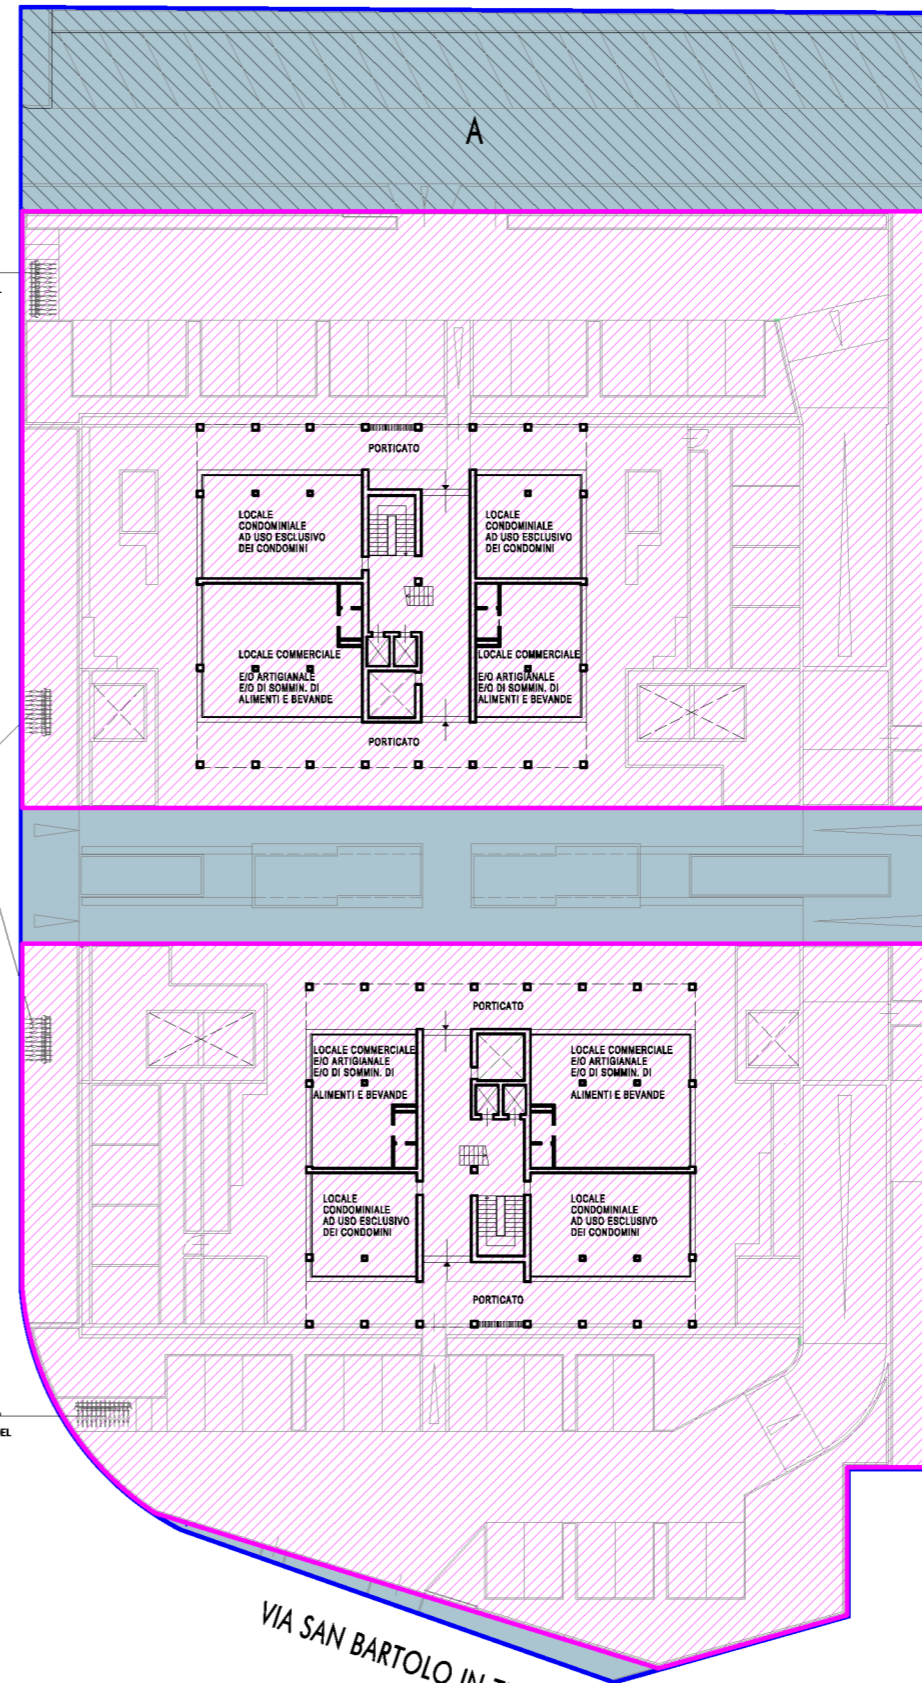 A
PORTICATO
LOCALE
CONDOMINIALE
AD USO ESCLUSIVO
DEI CONDOMINI
LOCALE
CONDOMINIALE
AD USO ESCLUSIVO
DEI CONDOMINI
LOCALE COMMERCIALE
E/O ARTIGIANALE
E/O DI SOMMIN. DI
ALIMENTI E BEVANDE
LOCALE COMMERCIALE
E/O ARTIGIANALE
E/O DI SOMMIN. DI
ALIMENTI E BEVANDE
PORTICATO
PORTICATO
LOCALE COMMERCIALE
E/O ARTIGIANALE
E/O DI SOMMIN. DI
ALIMENTI E BEVANDE
LOCALE COMMERCIALE
E/O ARTIGIANALE
E/O DI SOMMIN. DI
ALIMENTI E BEVANDE
LOCALE
CONDOMINIALE
AD USO ESCLUSIVO
DEI CONDOMINI
LOCALE
CONDOMINIALE
AD USO ESCLUSIVO
DEI CONDOMINI
PORTICATO
EL
VIA SAN BARTOLO IN